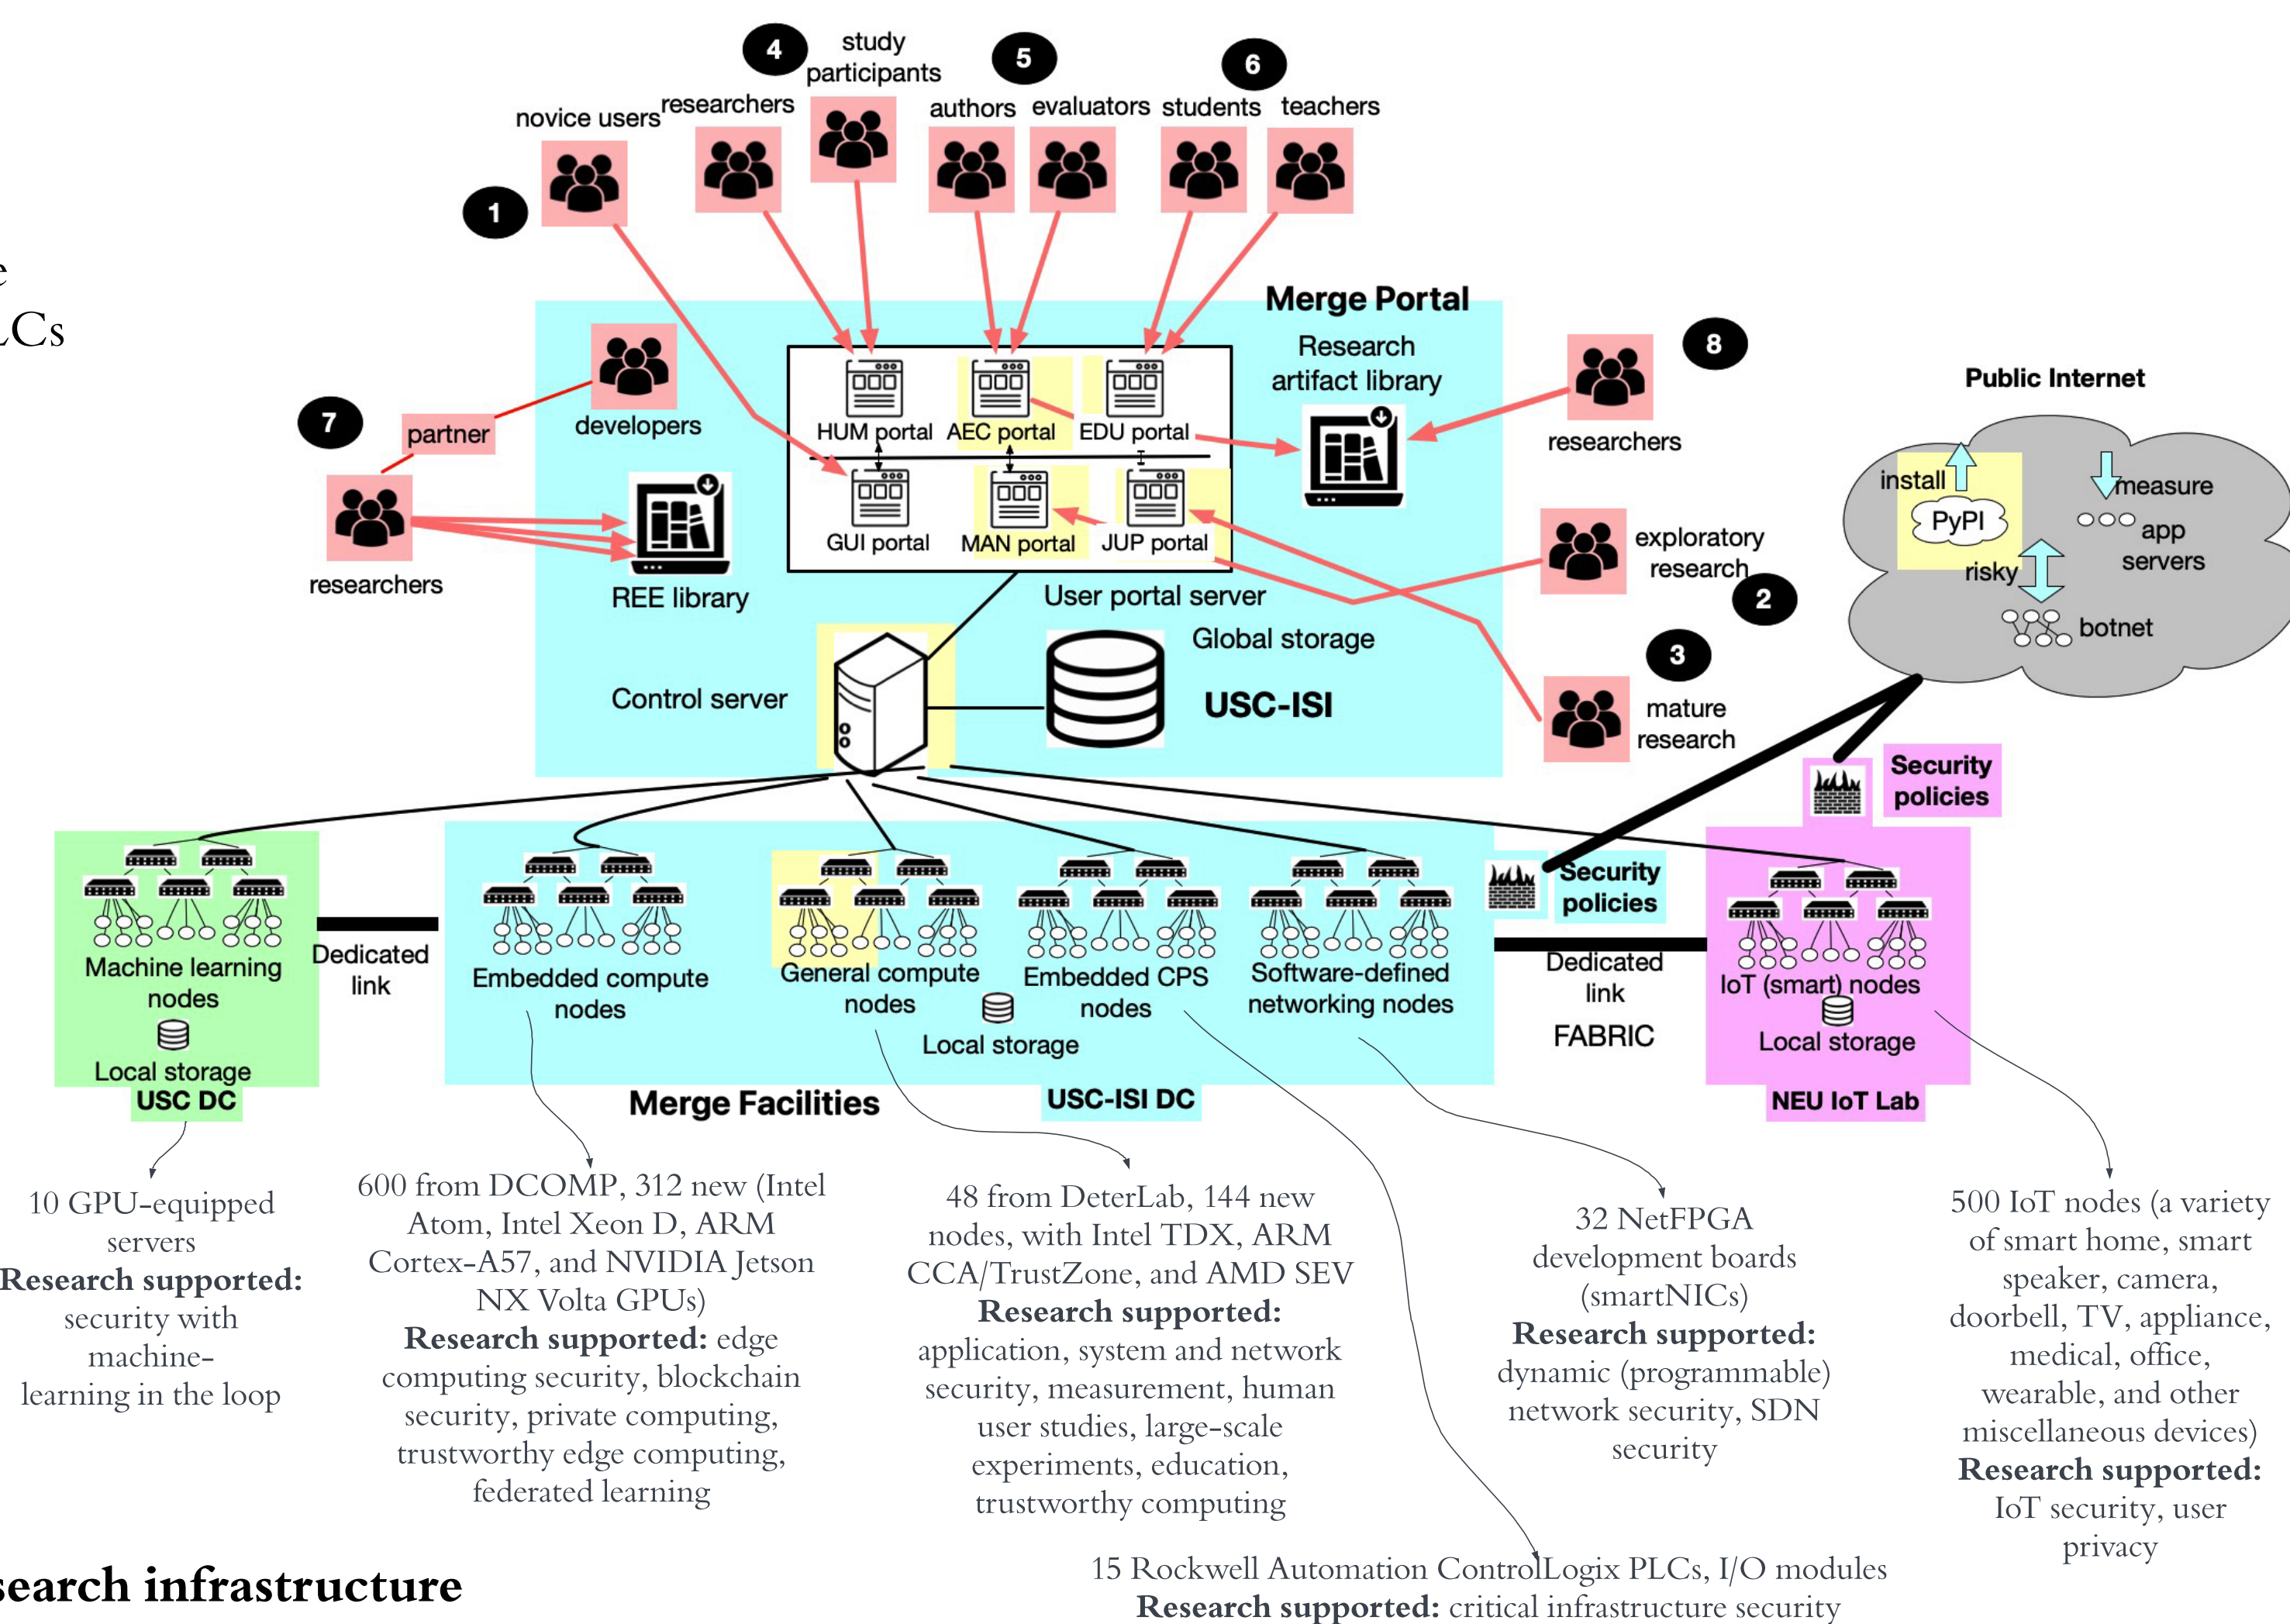 4
study
participants
5
6
novice users
researchers
authors
evaluators
students
teachers
1
e
LCs
Merge Portal
Research
artifact library
8
researchers
Public Internet
7
partner
developers
HUM portal
AEC portal
EDU portal
GUI portal
MAN portal
JUP portal
researchers
REE library
User portal server
Global storage
Control server
USC-ISI
exploratory
research
2
3
mature
research
install
PyPI
measure
app
servers
risky
botnet
Security
policies
Security
policies
Machine learning
nodes
Local storage
USC DC
Dedicated
link
Embedded compute
nodes
General compute
nodes
Embedded CPS
nodes
Software-defined
networking nodes
Local storage
Merge Facilities
USC-ISI DC
Dedicated
link
FABRIC
IoT (smart) nodes
Local storage
NEU IoT Lab
10 GPU-equipped
servers
Research supported:
security with
machine-
learning in the loop
600 from DCOMP, 312 new (Intel
Atom, Intel Xeon D, ARM
Cortex-A57, and NVIDIA Jetson
NX Volta GPUs)
Research supported: edge
computing security, blockchain
security, private computing,
trustworthy edge computing,
federated learning
48 from DeterLab, 144 new
nodes, with Intel TDX, ARM
CCA/TrustZone, and AMD SEV
Research supported:
application, system and network
security, measurement, human
user studies, large-scale
experiments, education,
trustworthy computing
32 NetFPGA
development boards
(smartNICs)
Research supported:
dynamic (programmable)
network security, SDN
security
500 IoT nodes (a variety
of smart home, smart
speaker, camera,
doorbell, TV, appliance,
medical, office,
wearable, and other
miscellaneous devices)
Research supported:
IoT security, user
privacy
15 Rockwell Automation ControlLogix PLCs, I/O modules
Research supported: critical infrastructure security
search infrastructure